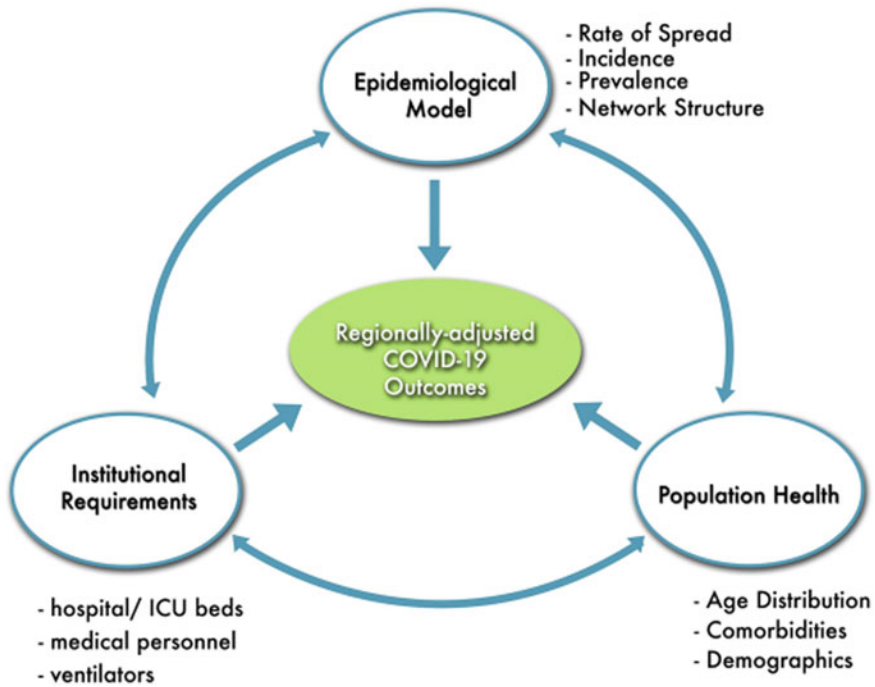 Epidemiological
Model
- Rate of Spread
- Incidence
- Prevalence
- Network Structure
Regionally-adjusted
COVID-19
Outcomes
Institutional
Requirements
- hospital/ ICU beds
- medical personnel
- ventilators
Population Health
- Age Distribution
- Comorbidities
- Demographics